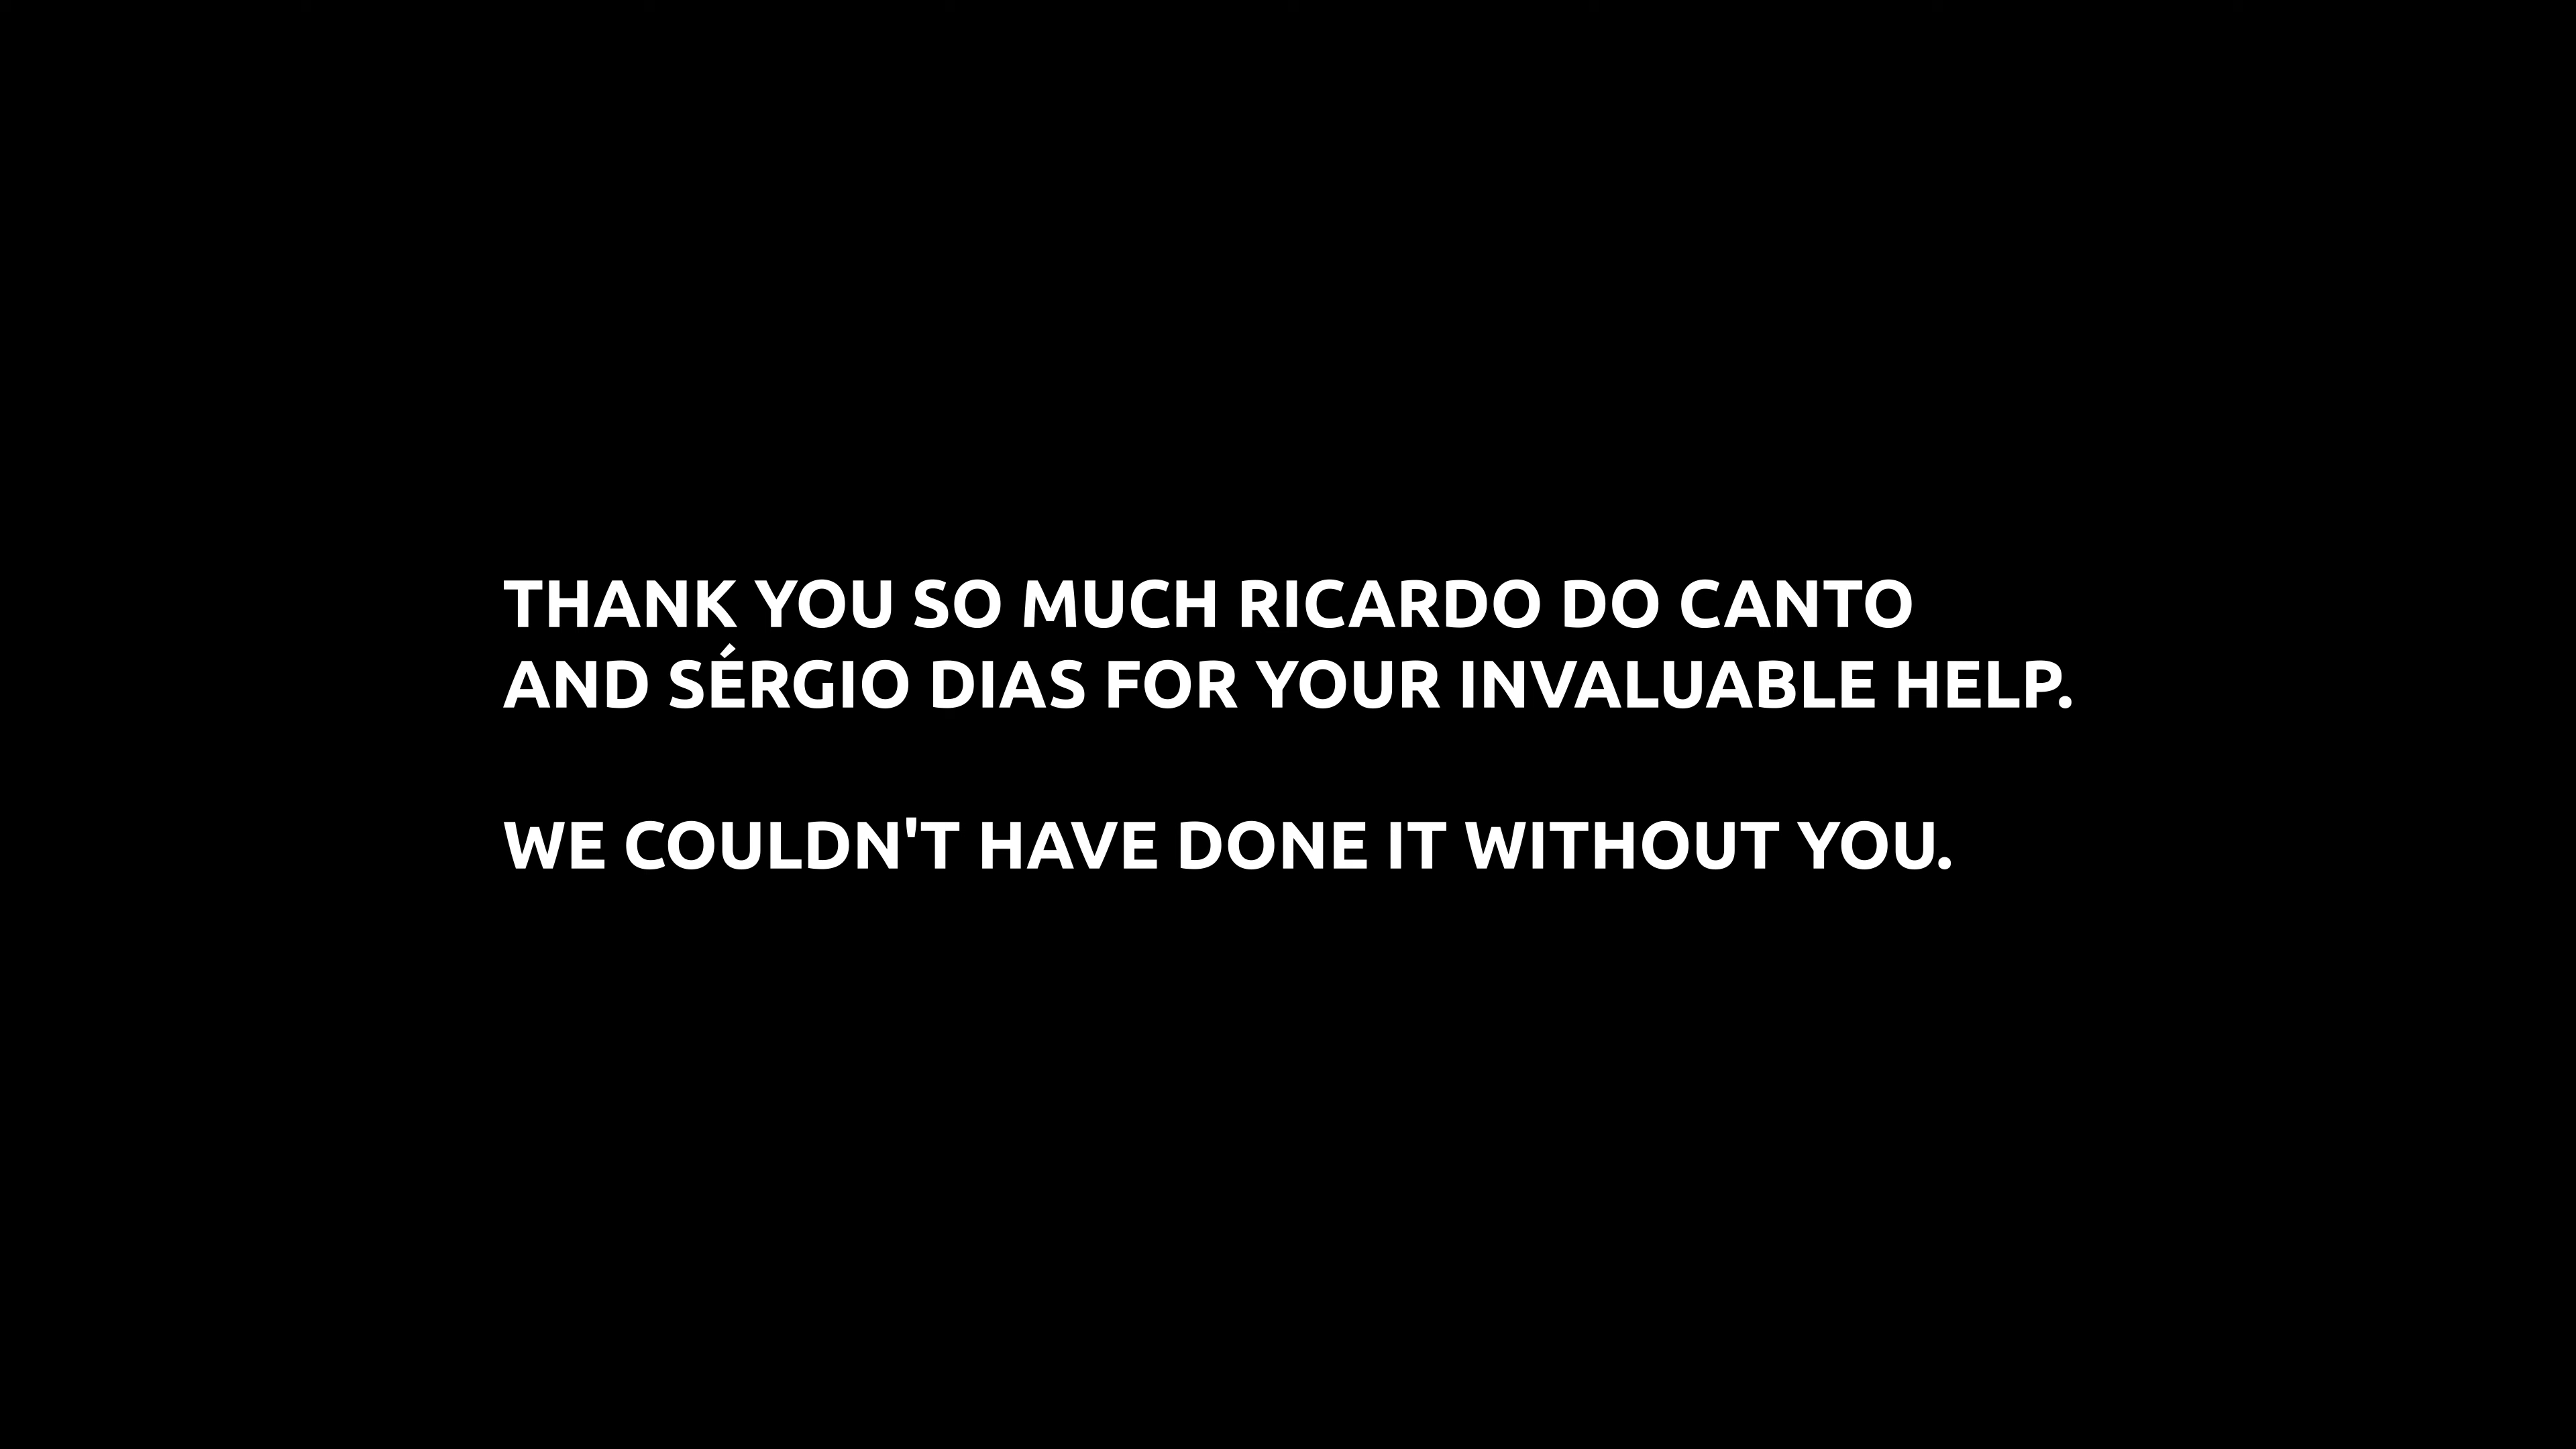 THANK YOU SO MUCH RICARDO DO CANTO
AND SÉRGIO DIAS FOR YOUR INVALUABLE HELP.
WE COULDN'T HAVE DONE IT WITHOUT YOU.